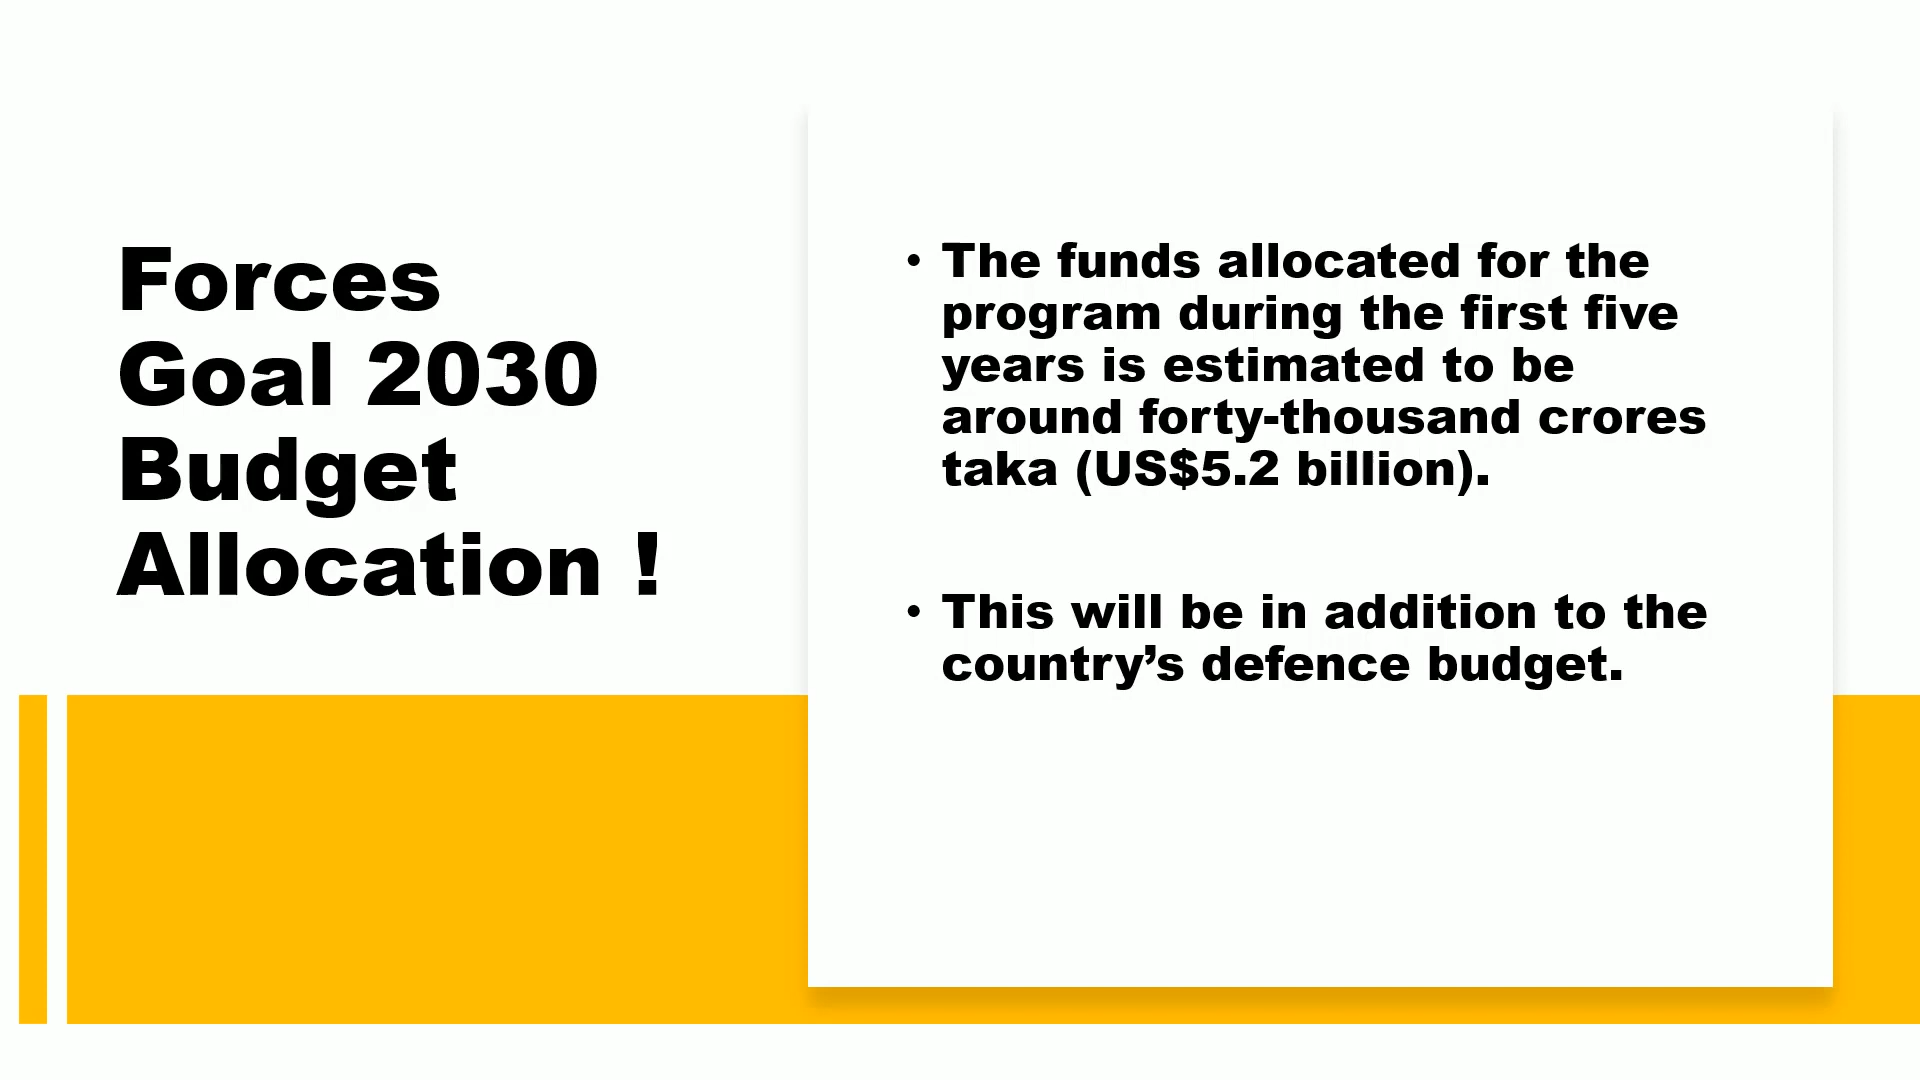 Forces
Goal 2030
Budget
Allocation !
• The funds allocated for the
program during the first five
years is estimated to be
around forty-thousand crores
taka (US$5.2 billion).
• This will be in addition to the
country’s defence budget.